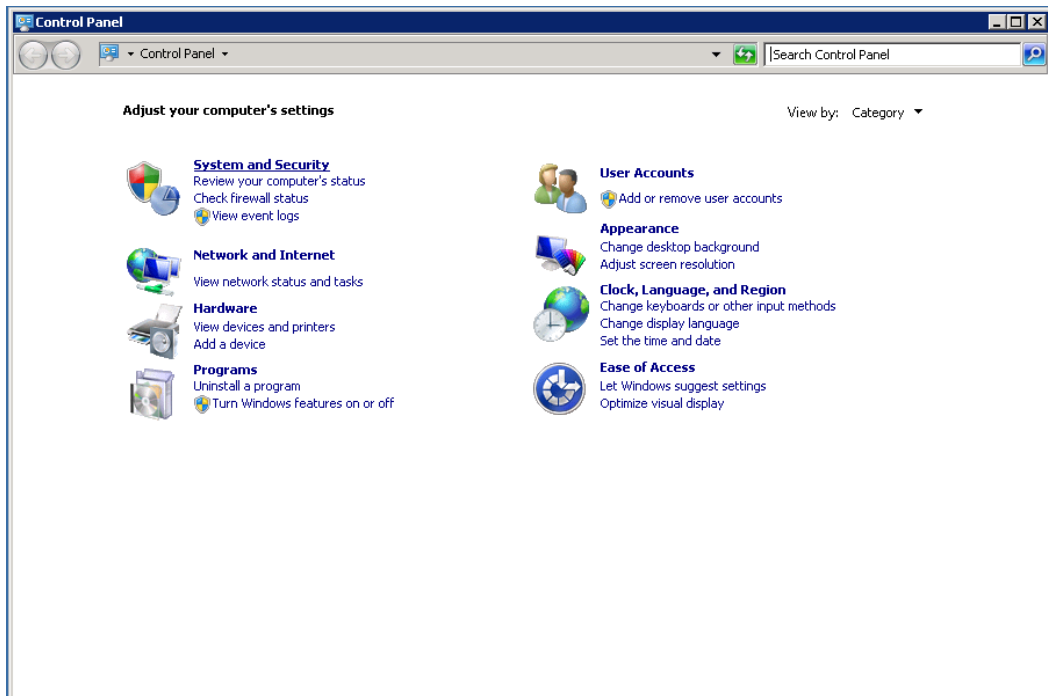 Control Panel
Control Panel
Search Control Panel
Adjust your computer's settings
View by: Category
System and Security
Review your computer's status
Check firewall status
View event logs
Network and Internet
View network status and tasks
Hardware
View devices and printers
Add a device
Programs
Uninstall a program
Turn Windows features on or off
User Accounts
Add or remove user accounts
Appearance
Change desktop background
Adjust screen resolution
Clock, Language, and Region
Change keyboards or other input methods
Change display language
Set the time and date
Ease of Access
Let Windows suggest settings
Optimize visual display